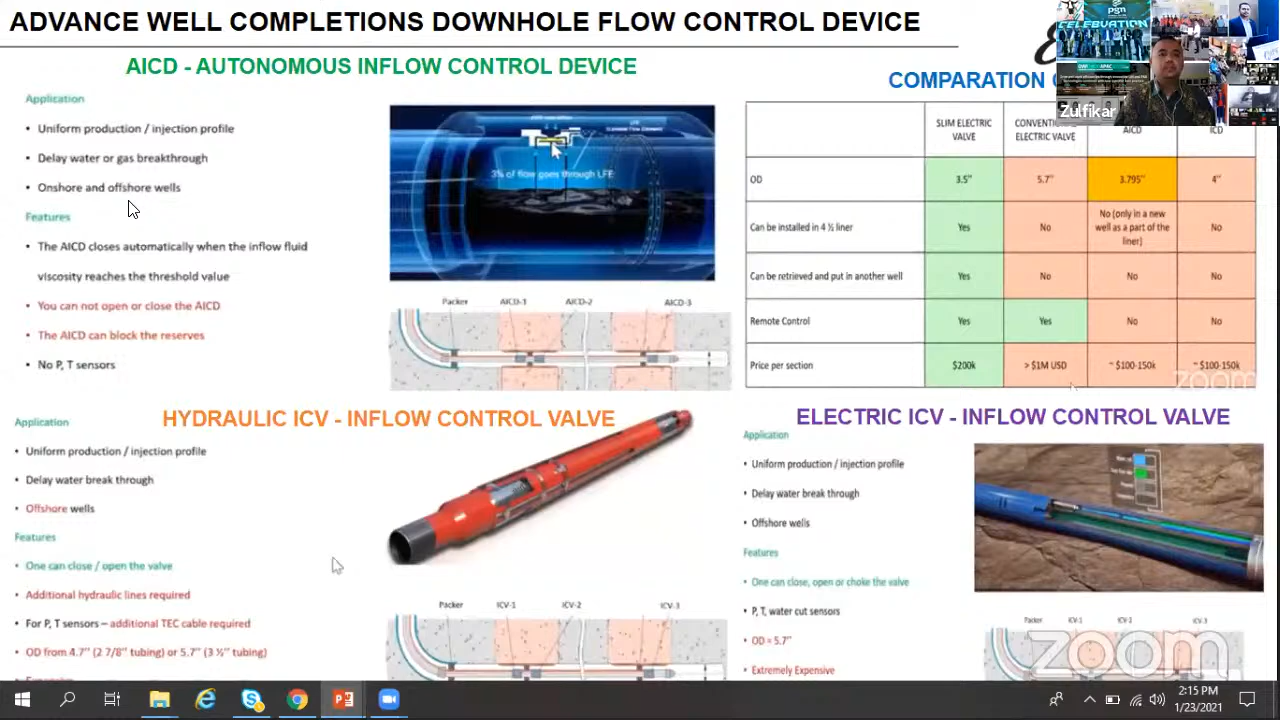 ADVANCE WELL COMPLETIONS DOWNHOLE FLOW CONTROL DEVICE
AICD - AUTONOMOUS INFLOW CONTROL DEVICE
Application
• Uniform production / injection profile
• Delay water or gas breakthrough
• Onshore and offshore wells
Features
• The AICD closes automatically when the inflow fluid
viscosity reaches the threshold value
• You can not open or close the AICD
• The AICD can block the reserves
• No P, T sensors
3% of flow goes through LFE
Packer AICD-1 AICD-2 AICD-3
COMPARATION
Zulfikar
SLIM ELECTRIC VALVE
ELECTRIC VALVE
AICD
ICD
OD 3.5" 5.7" 3.795" 4"
Can be installed in 4 ½ liner Yes No No (only in a new well as a part of the liner) No
Can be retrieved and put in another well Yes No No No
Remote Control Yes Yes No No
Price per section $200k > $1M USD ~ $100-150k ~ $100-150k
zoom
HYDRAULIC ICV - INFLOW CONTROL VALVE
Application
• Uniform production / injection profile
• Delay water break through
• Offshore wells
Features
• One can close / open the valve
• Additional hydraulic lines required
• For P, T sensors – additional TEC cable required
• OD from 4.7" (2 7/8" tubing) or 5.7" (3 ½" tubing)
Packer ICV-1 ICV-2 ICV-3
ELECTRIC ICV - INFLOW CONTROL VALVE
Application
• Uniform production / injection profile
• Delay water break through
• Offshore wells
Features
• One can close, open or choke the valve
• P, T, water cut sensors
• OD = 5.7"
• Extremely Expensive
Packer ICV-1 ICV-2 ICV-3
zoom
2:15 PM
1/23/2021